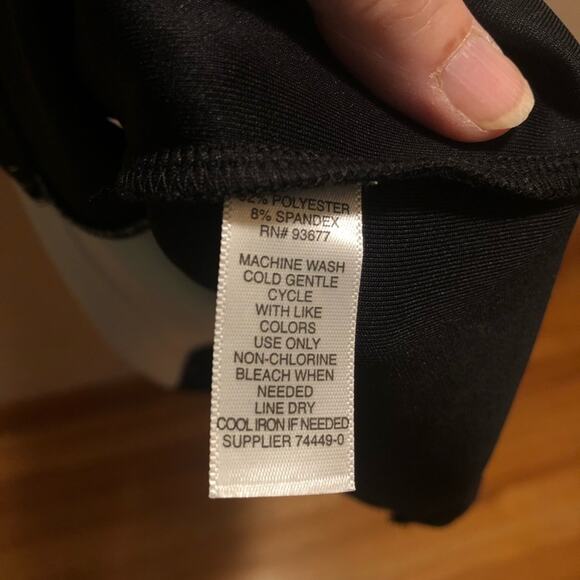 92% POLYESTER
8% SPANDEX
RN# 93677
MACHINE WASH
COLD GENTLE
CYCLE
WITH LIKE
COLORS
USE ONLY
NON-CHLORINE
BLEACH WHEN
NEEDED
LINE DRY
COOL IRON IF NEEDED
SUPPLIER 74449-0